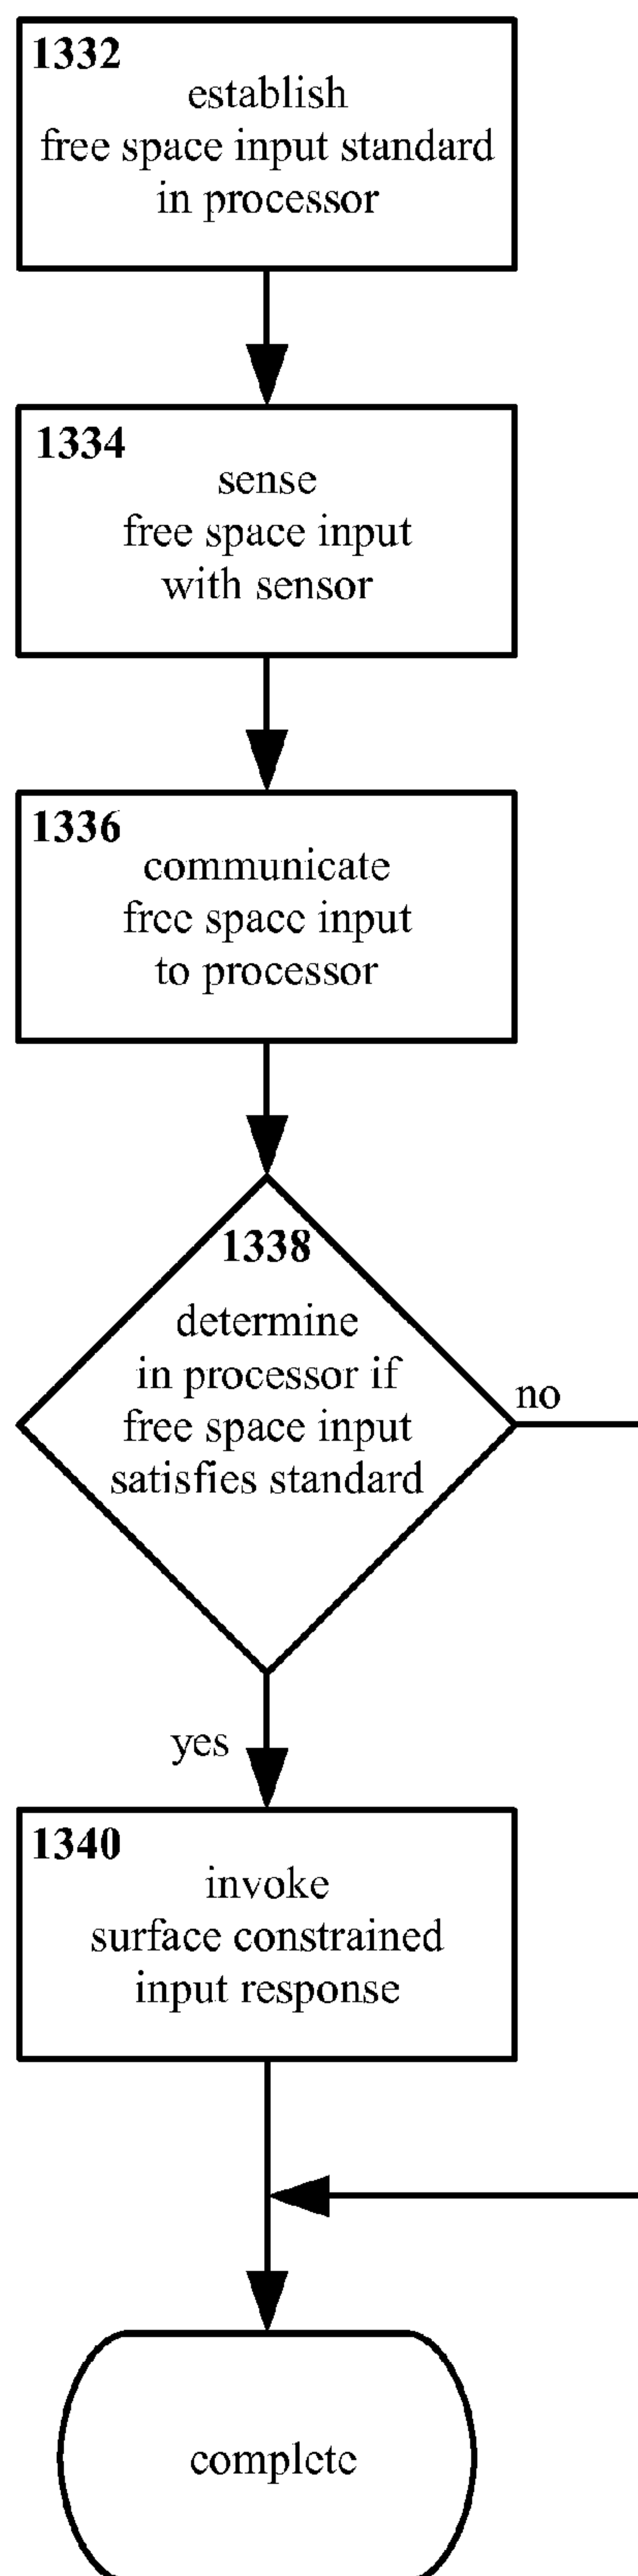 1332
establish
free space input standard
in processor
1334
sense
free space input
with sensor
1336
communicate
free space input
to processor
1338
determine
in processor if
free space input
satisfies standard
no
yes
1340
invoke
surface constrained
input response
complete